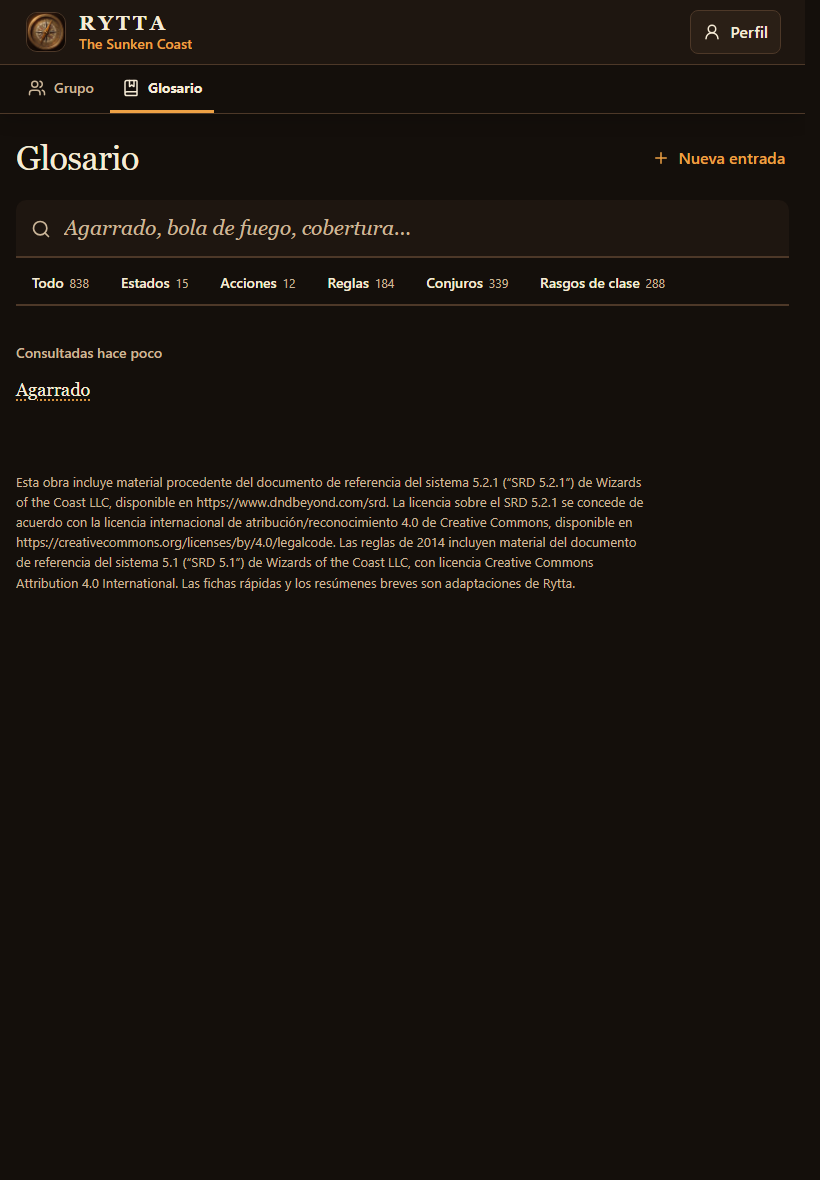 RYTTA
The Sunken Coast
Perfil
Grupo
Glosario
Glosario
Nueva entrada
Agarrado, bola de fuego, cobertura...
Todo 838 Estados 15 Acciones 12 Reglas 184 Conjuros 339 Rasgos de clase 288
Consultadas hace poco
Agarrado
Esta obra incluye material procedente del documento de referencia del sistema 5.2.1 (“SRD 5.2.1”) de Wizards
of the Coast LLC, disponible en https://www.dndbeyond.com/srd. La licencia sobre el SRD 5.2.1 se concede de
acuerdo con la licencia internacional de atribución/reconocimiento 4.0 de Creative Commons, disponible en
https://creativecommons.org/licenses/by/4.0/legalcode. Las reglas de 2014 incluyen material del documento
de referencia del sistema 5.1 (“SRD 5.1”) de Wizards of the Coast LLC, con licencia Creative Commons
Attribution 4.0 International. Las fichas rápidas y los resúmenes breves son adaptaciones de Rytta.